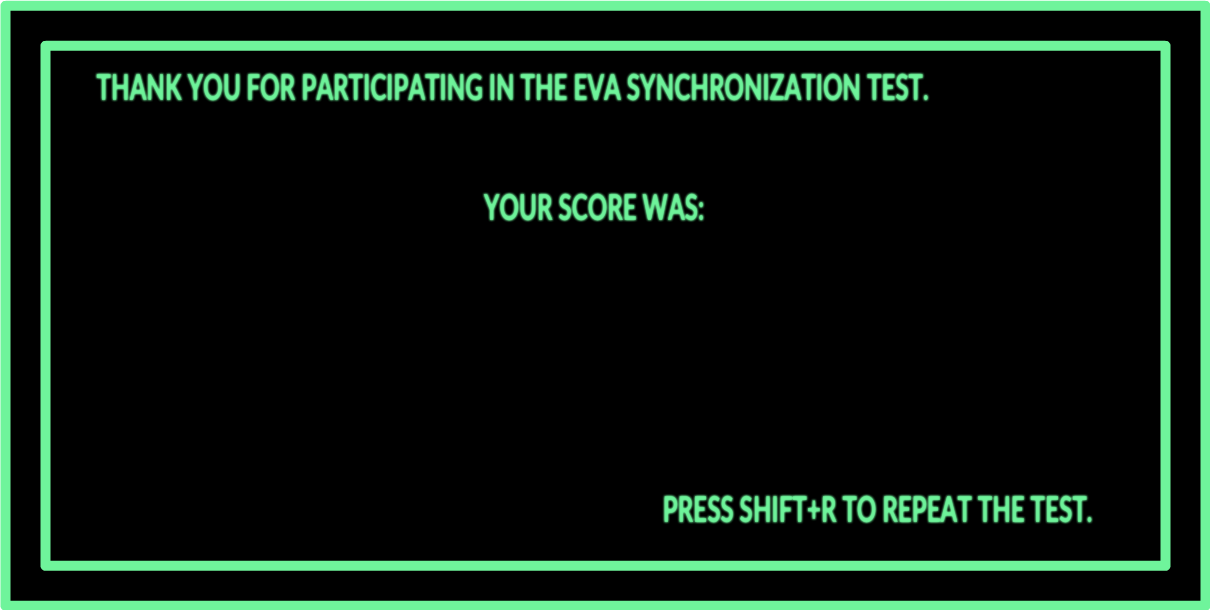 THANK YOU FOR PARTICIPATING IN THE EVA SYNCHRONIZATION TEST.
YOUR SCORE WAS:
PRESS SHIFT+R TO REPEAT THE TEST.